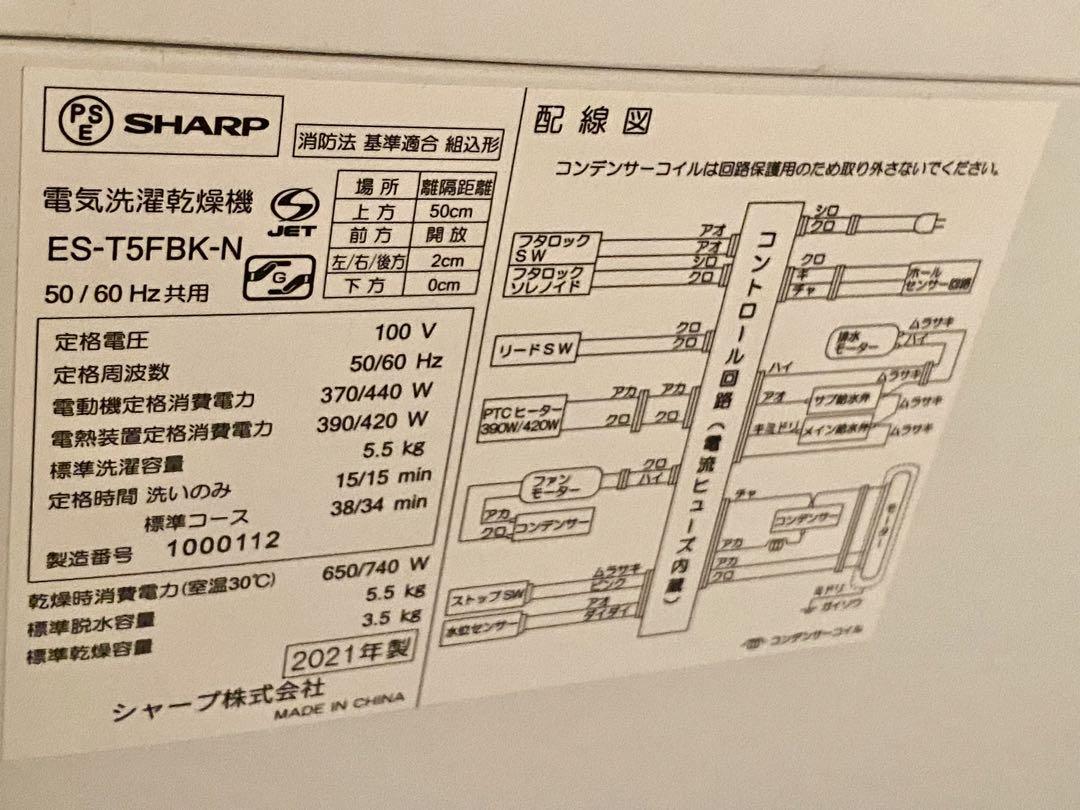 PSE SHARP
消防法 基準適合 組込形
電気洗濯乾燥機
ES-T5FBK-N
50/60 Hz共用
JET
G
場所 離隔距離
上方 50cm
前方 開放
左/右/後方 2cm
下方 0cm
定格電圧 100 V
定格周波数 50/60 Hz
電動機定格消費電力 370/440 W
電熱装置定格消費電力 390/420 W
標準洗濯容量 5.5 kg
定格時間 洗いのみ 15/15 min
標準コース 38/34 min
製造番号 1000112
乾燥時消費電力(室温30℃) 650/740 W
標準脱水容量 5.5 kg
標準乾燥容量 3.5 kg
2021年製
シャープ株式会社
MADE IN CHINA
配線図
コンデンサーコイルは回路保護用のため取り外さないでください。
フタロック
SW
アオ
アオ
フタロック
ソレノイド
シロ
クロ
リードSW
クロ
クロ
PTCヒーター
390W/420W
アカ アカ
クロ クロ
ファン
モーター
クロ
ハイ
アカ
クロ
コンデンサー
ストップSW
ムラサキ
ピンク
水位センサー
アオ
ダイダイ
コントロール回路(電流ヒューズ内蔵)
シロ
クロ
クロ
キ
チャ
ホール
センサー回路
排水
モーター
ムラサキ
ハイ
ハイ
ムラサキ
アオ
サブ給水弁
ムラサキ
キミドリ
メイン給水弁
ムラサキ
チャ
コンデンサー
アカ
アカ
クロ
モーター
ミドリ
ガイソウ
コンデンサーコイル